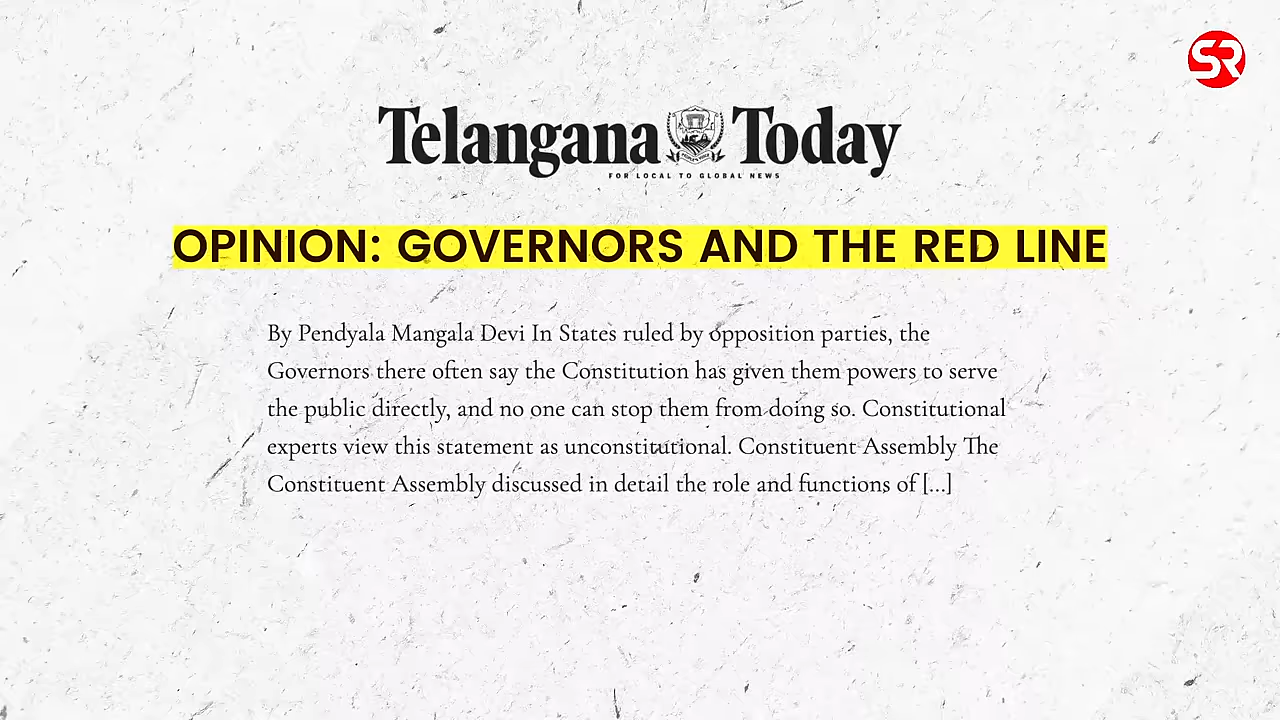 SR
Telangana Today
FOR LOCAL TO GLOBAL NEWS
OPINION: GOVERNORS AND THE RED LINE
By Pendyala Mangala Devi In States ruled by opposition parties, the
Governors there often say the Constitution has given them powers to serve
the public directly, and no one can stop them from doing so. Constitutional
experts view this statement as unconstitutional. Constituent Assembly The
Constituent Assembly discussed in detail the role and functions of [...]